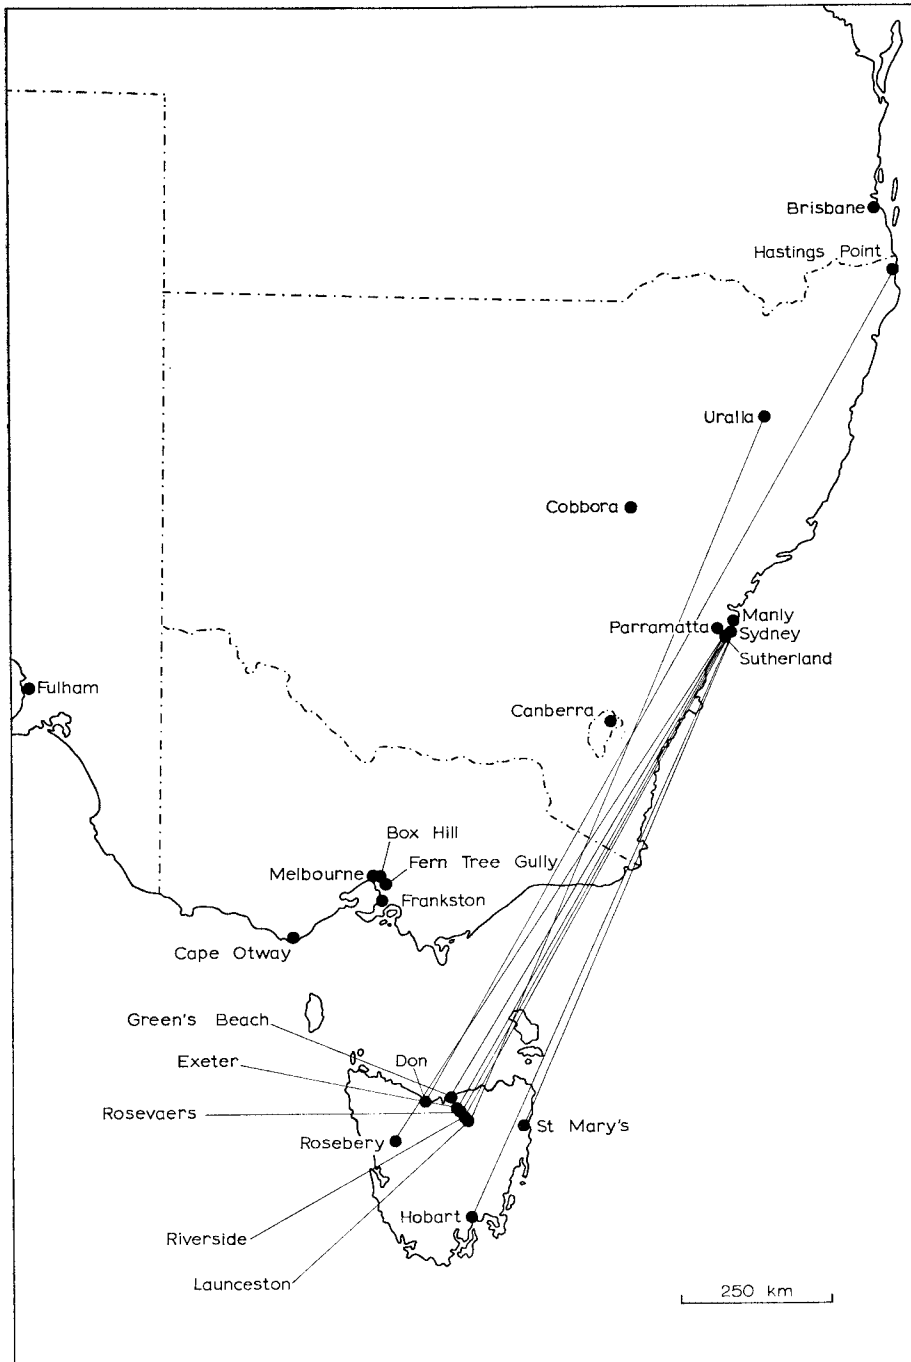 Brisbane
Hastings Point
Uralla
Cobbora
Manly
Parramatta
Sydney
Sutherland
Fulham
Canberra
Box Hill
Fern Tree Gully
Melbourne
Frankston
Cape Otway
Green's Beach
Exeter
Don
Rosevaers
St Mary's
Rosebery
Hobart
Riverside
Launceston
250 km